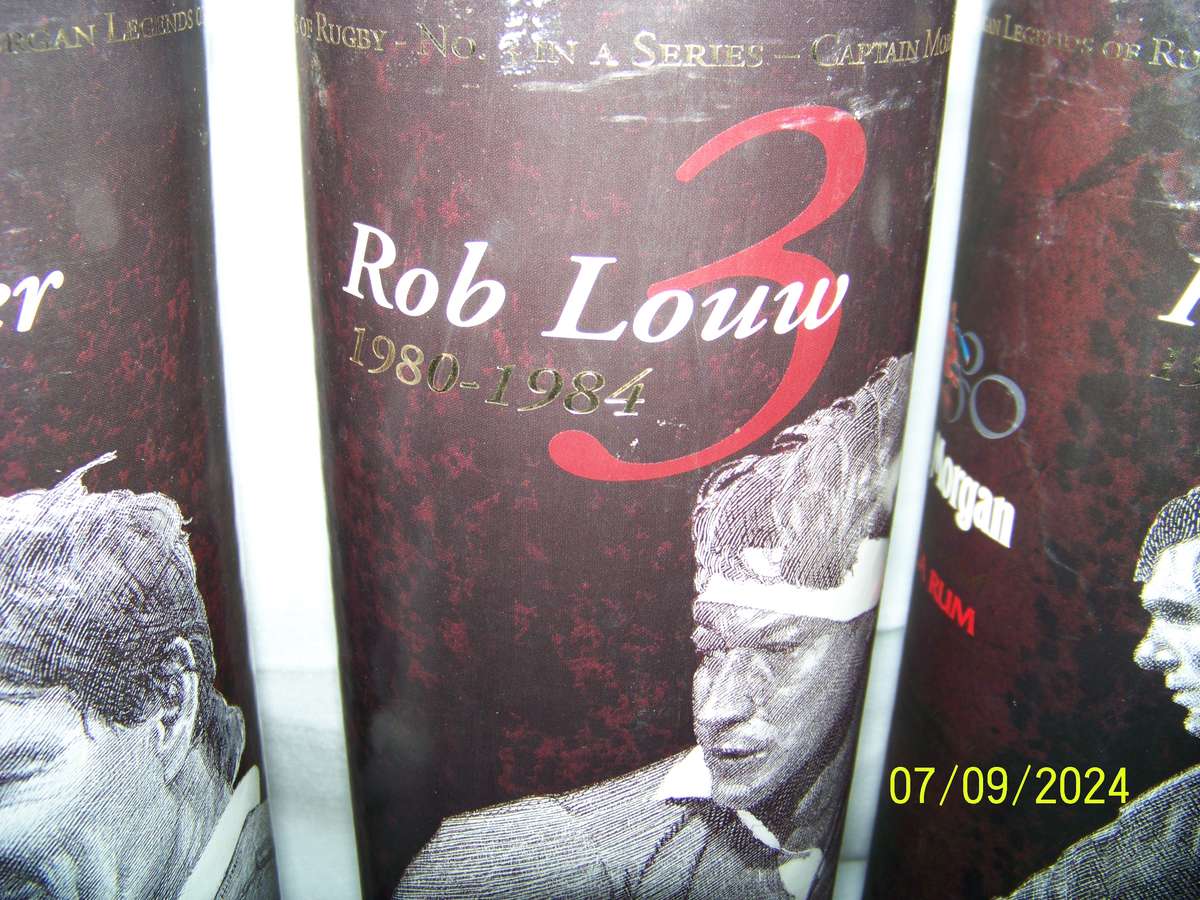 RGAN LEGENDS O
S OF RUGBY - NO. 3 IN A SERIES — CAPTAIN MOR
AN LEGENDS OF RU
3
er
Rob Louw
1980-1984
Morgan
A RUM
07/09/2024